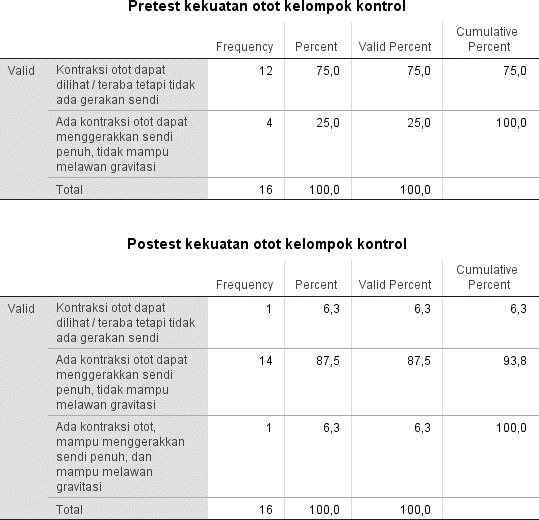 Pretest kekuatan otot kelompok kontrol
Frequency Percent Valid Percent Cumulative Percent
Valid Kontraksi otot dapat 12 75,0 75,0 75,0
dilihat / teraba tetapi tidak
ada gerakan sendi
Ada kontraksi otot dapat 4 25,0 25,0 100,0
menggerakkan sendi
penuh, tidak mampu
melawan gravitasi
Total 16 100,0 100,0
Postest kekuatan otot kelompok kontrol
Frequency Percent Valid Percent Cumulative Percent
Valid Kontraksi otot dapat 1 6,3 6,3 6,3
dilihat / teraba tetapi tidak
ada gerakan sendi
Ada kontraksi otot dapat 14 87,5 87,5 93,8
menggerakkan sendi
penuh, tidak mampu
melawan gravitasi
Ada kontraksi otot, 1 6,3 6,3 100,0
mampu menggerakkan
sendi penuh, dan
mampu melawan
gravitasi
Total 16 100,0 100,0